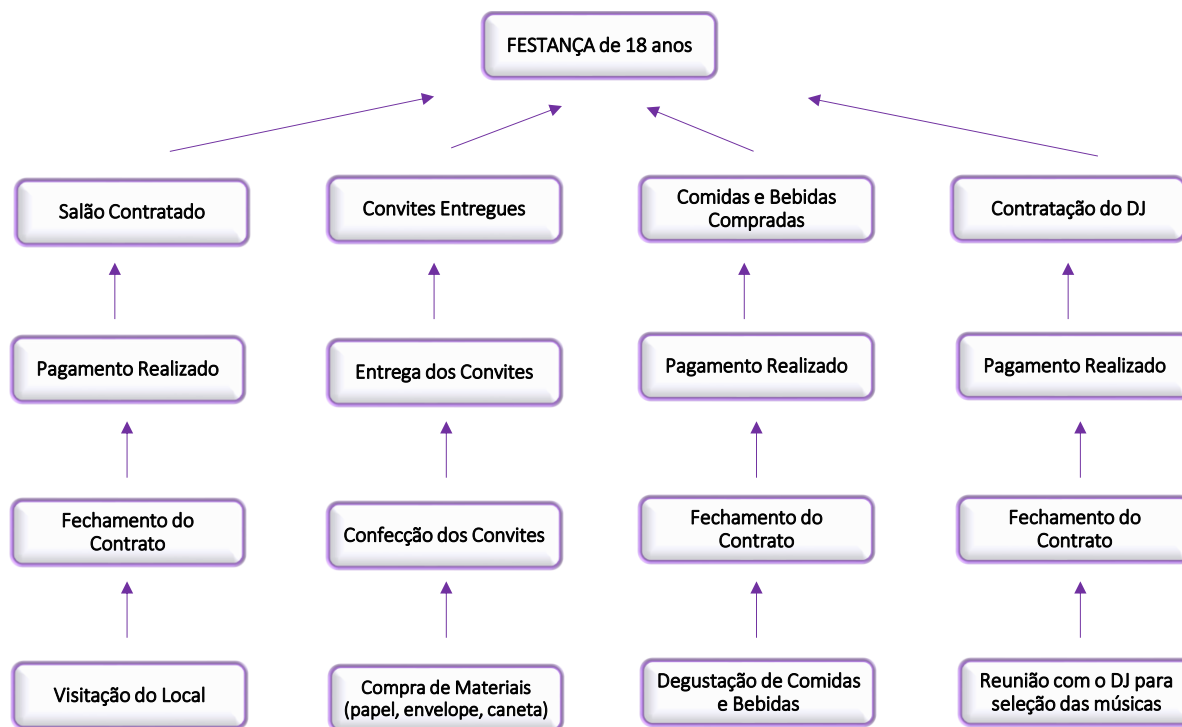 FESTANÇA de 18 anos
Salão Contratado
Convites Entregues
Comidas e Bebidas
Compradas
Contratação do DJ
Pagamento Realizado
Entrega dos Convites
Pagamento Realizado
Pagamento Realizado
Fechamento do
Contrato
Confecção dos Convites
Fechamento do
Contrato
Fechamento do
Contrato
Visitação do Local
Compra de Materiais
(papel, envelope, caneta)
Degustação de Comidas
e Bebidas
Reunião com o DJ para
seleção das músicas